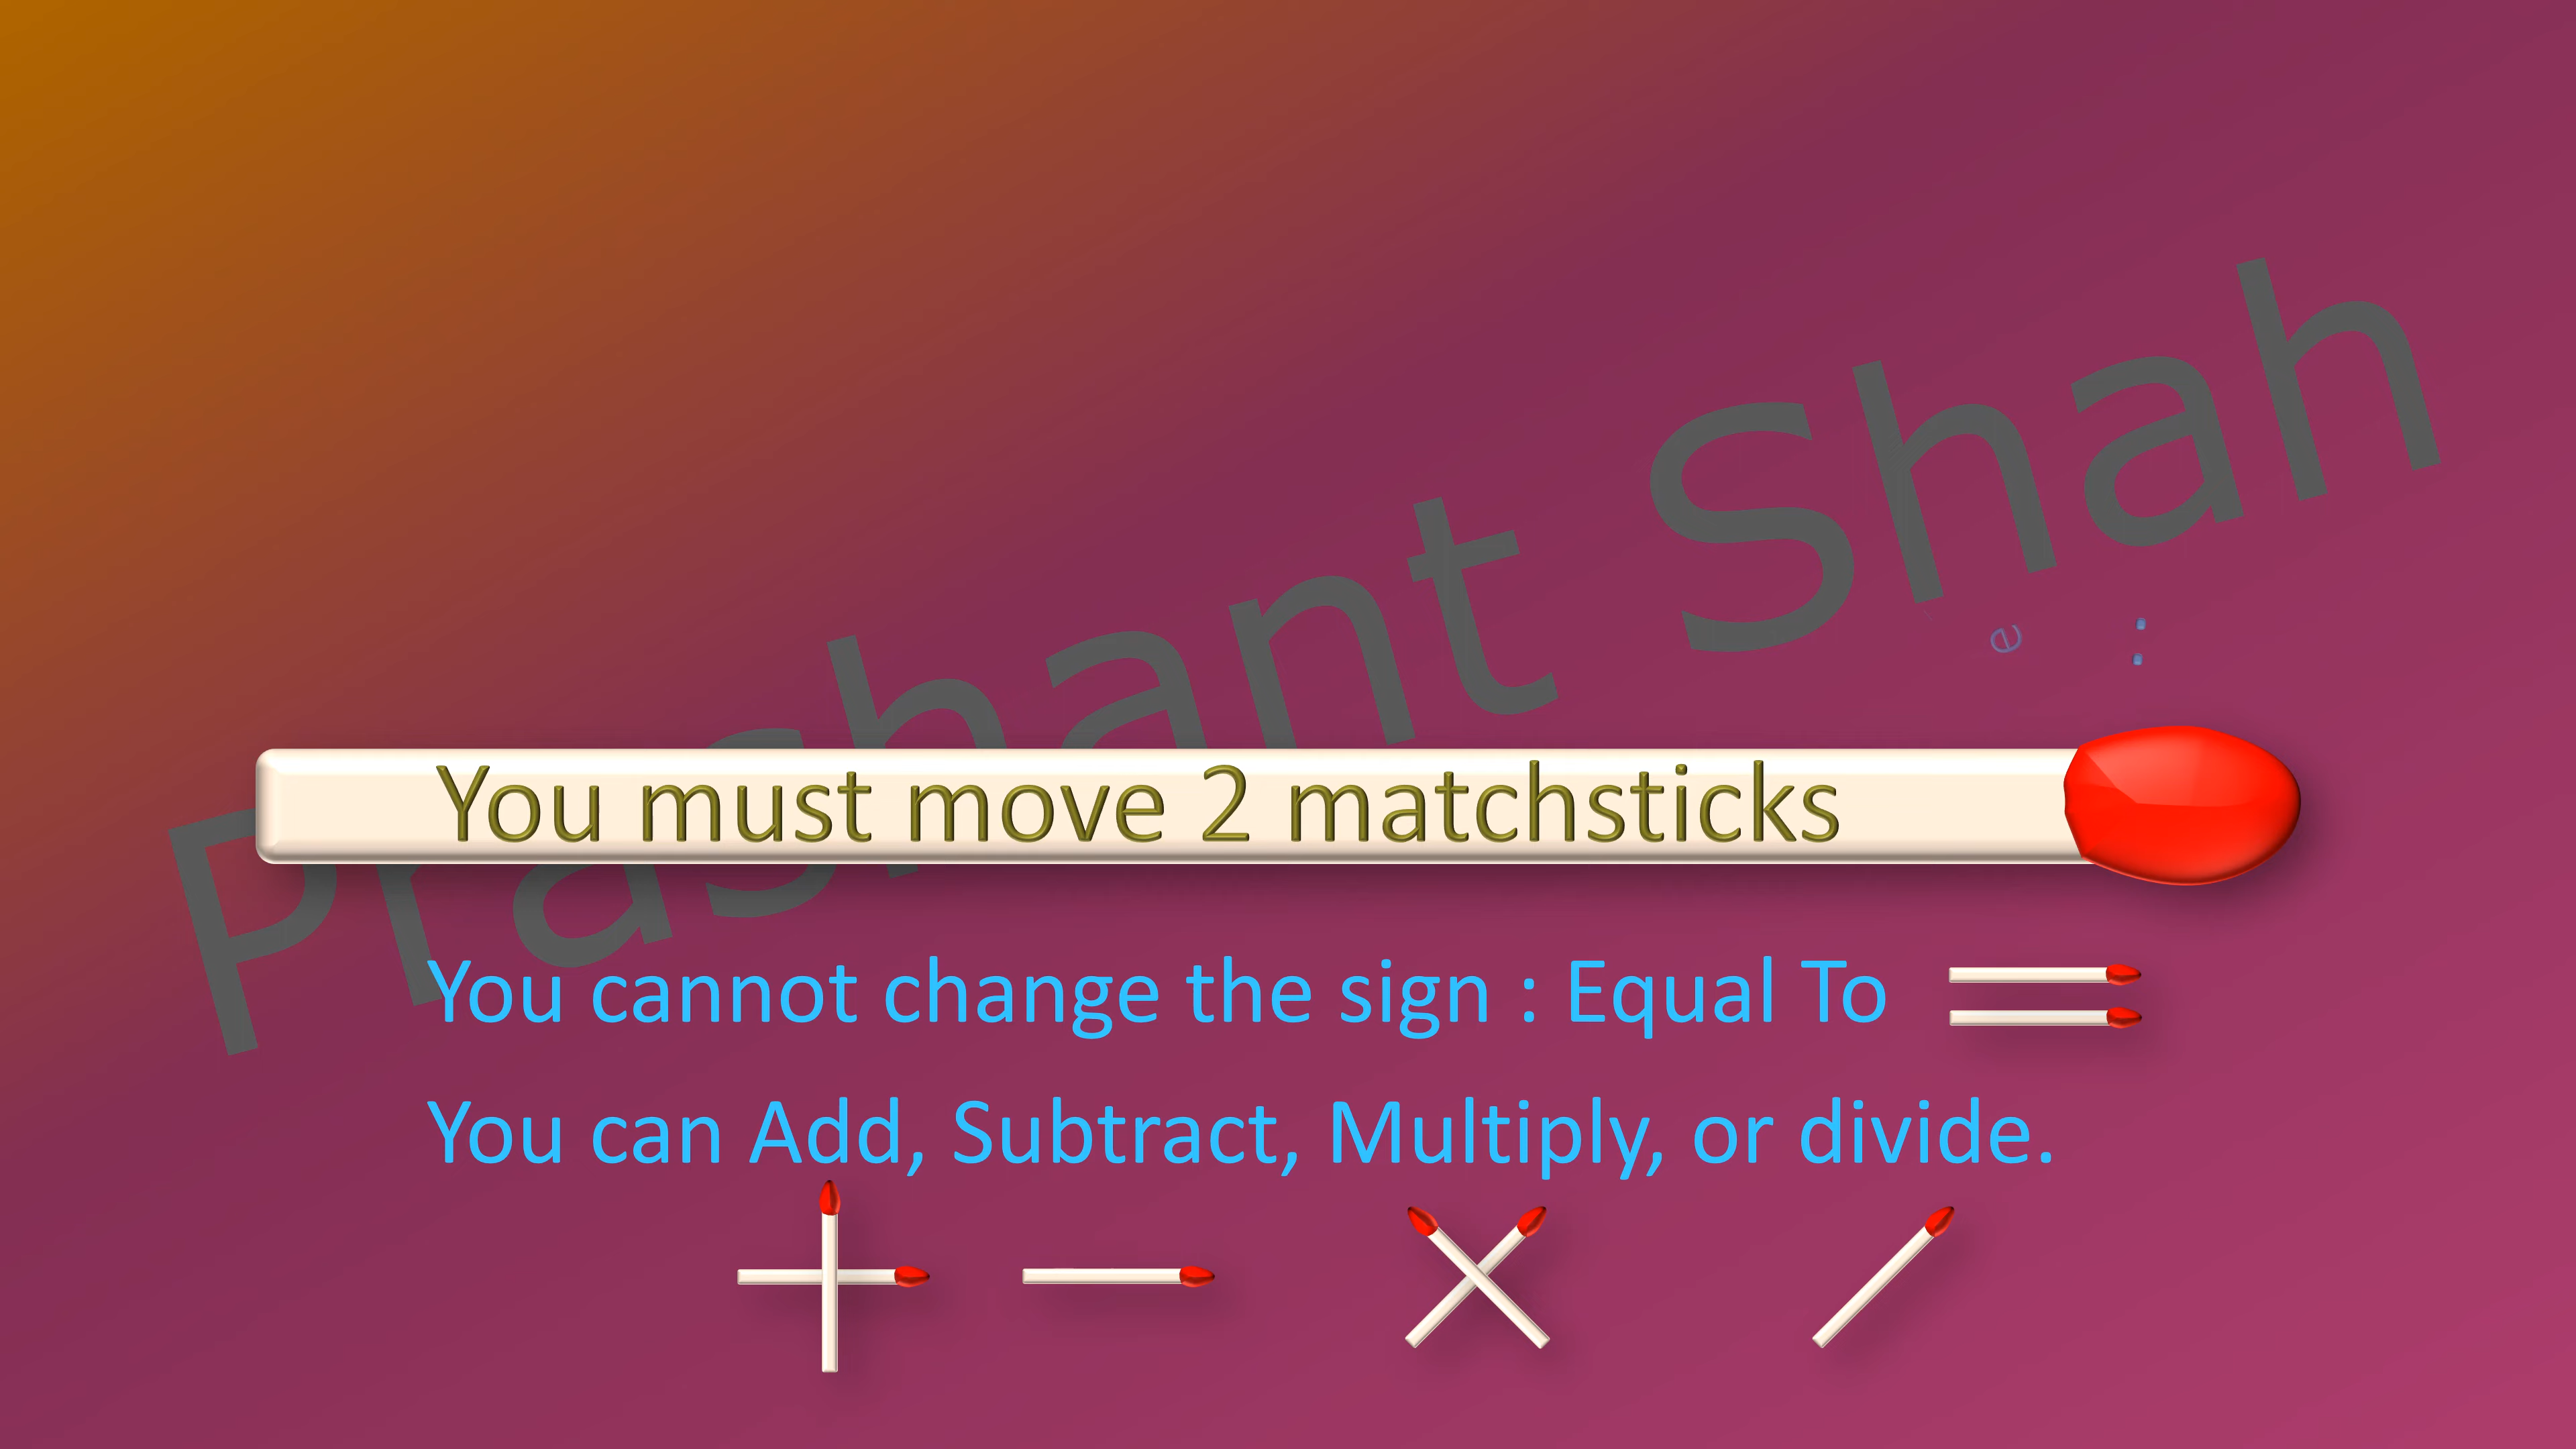 Prashant Shah
e :
You must move 2 matchsticks
You cannot change the sign : Equal To =
You can Add, Subtract, Multiply, or divide.
+ - × /